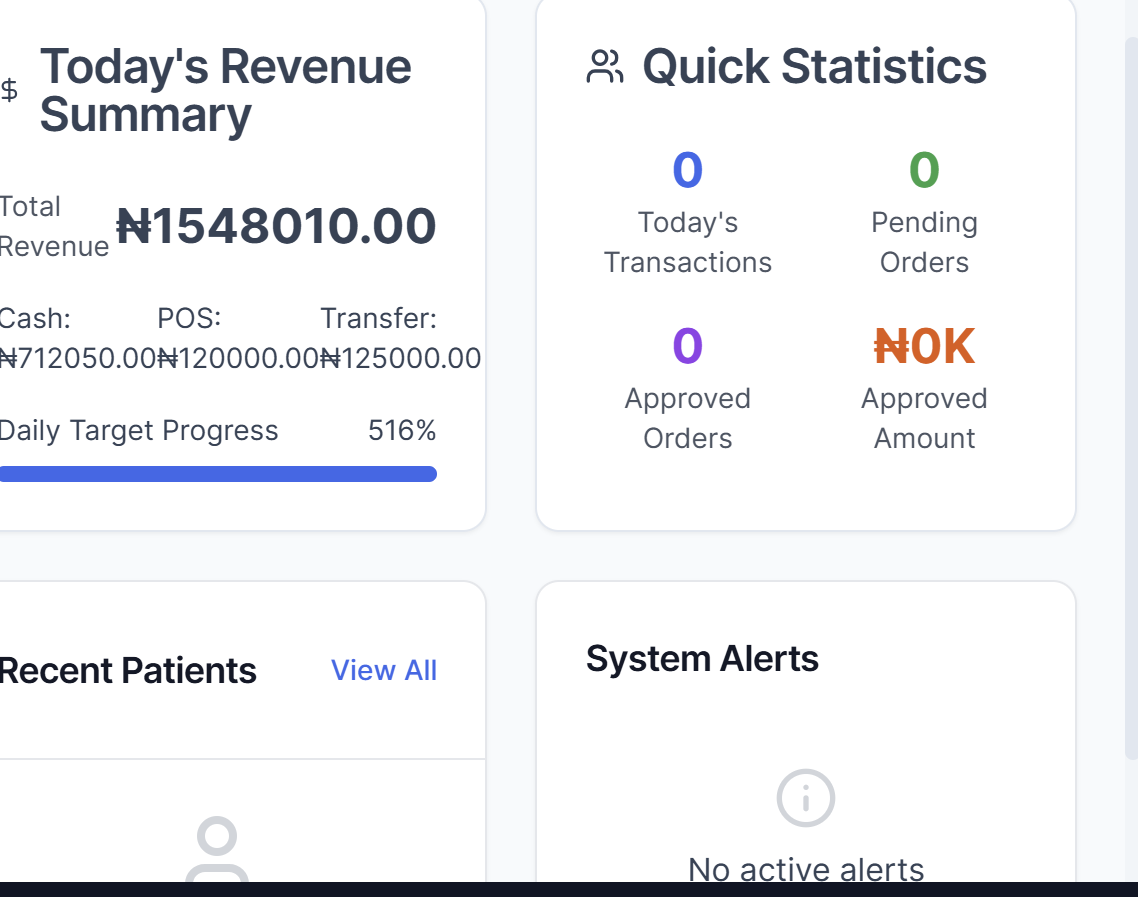 $
Today's Revenue
Summary
Total
Revenue
₦1548010.00
Cash:
₦712050.00
POS:
₦120000.00
Transfer:
₦125000.00
Daily Target Progress
516%
Quick Statistics
0
Today's
Transactions
0
Pending
Orders
0
Approved
Orders
₦0K
Approved
Amount
Recent Patients
View All
System Alerts
No active alerts